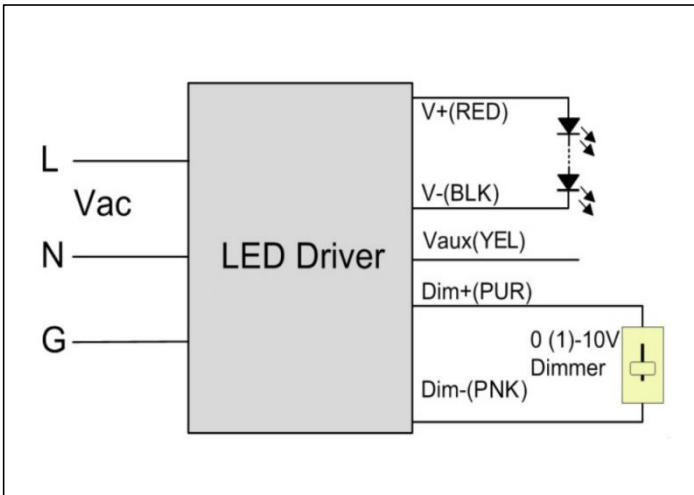 L
Vac
N
G
LED Driver
V+(RED)
V-(BLK)
Vaux(YEL)
Dim+(PUR)
0 (1)-10V
Dimmer
Dim-(PNK)